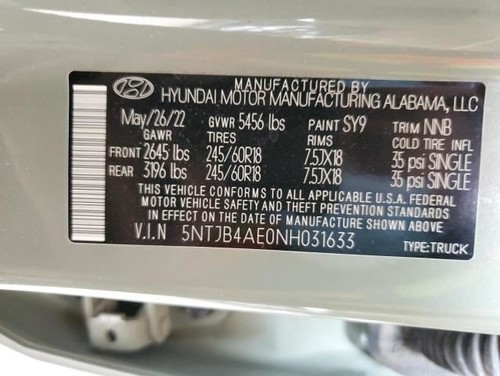 MANUFACTURED BY
HYUNDAI MOTOR MANUFACTURING ALABAMA, LLC
May/26/22 GVWR 5456 lbs PAINT SY9 TRIM NNB
GAWR TIRES RIMS COLD TIRE INFL
FRONT 2645 lbs 245/60R18 7.5JX18 35 psi SINGLE
REAR 3196 lbs 245/60R18 7.5JX18 35 psi SINGLE
THIS VEHICLE CONFORMS TO ALL APPLICABLE U.S.A. FEDERAL
MOTOR VEHICLE SAFETY AND THEFT PREVENTION STANDARDS
IN EFFECT ON THE DATE OF MANUFACTURE SHOWN ABOVE
V.I.N 5NTJB4AE0NH031633 TYPE:TRUCK